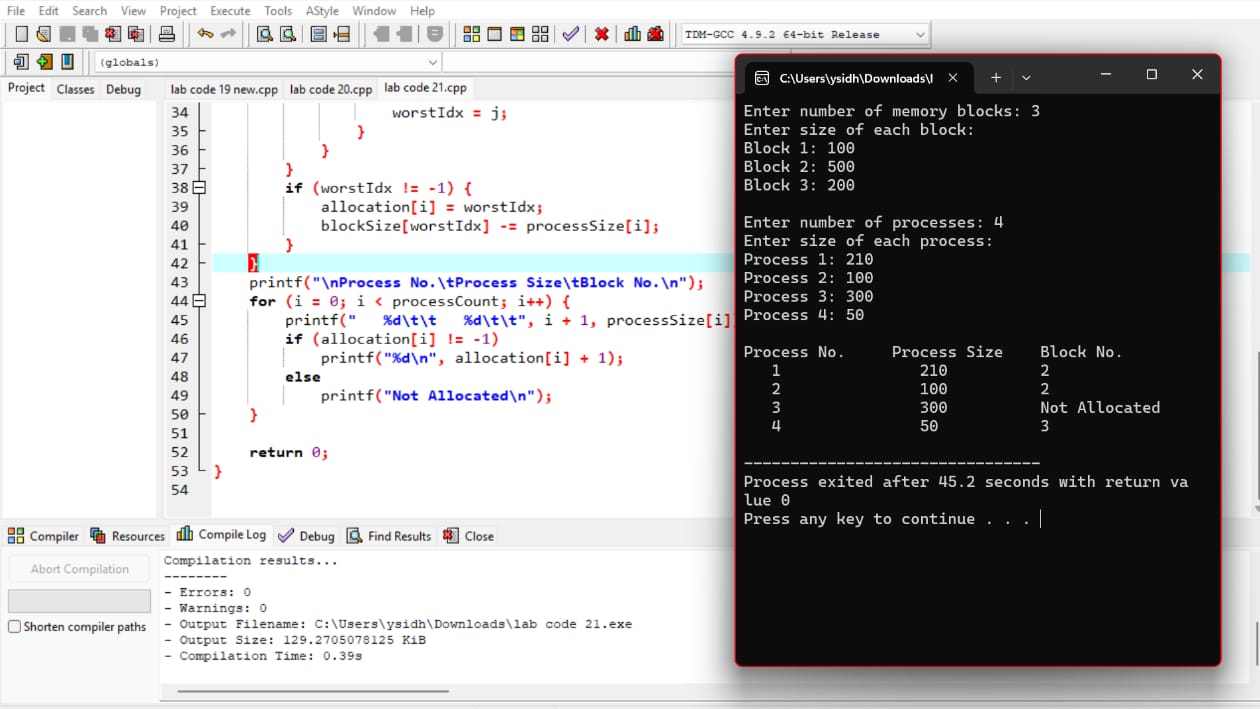 File Edit Search View Project Execute Tools AStyle Window Help
TDM-GCC 4.9.2 64-bit Release
(globals)
Project Classes Debug
lab code 19 new.cpp lab code 20.cpp lab code 21.cpp
34 worstIdx = j;
35 }
36 }
37 }
38 if (worstIdx != -1) {
39 allocation[i] = worstIdx;
40 blockSize[worstIdx] -= processSize[i];
41 }
42 }
43 printf("\nProcess No.\tProcess Size\tBlock No.\n");
44 for (i = 0; i < processCount; i++) {
45 printf("   %d\t\t   %d\t\t", i + 1, processSize[i]
46 if (allocation[i] != -1)
47 printf("%d\n", allocation[i] + 1);
48 else
49 printf("Not Allocated\n");
50 }
51
52 return 0;
53 }
54
Compiler Resources Compile Log Debug Find Results Close
Abort Compilation
Shorten compiler paths
Compilation results...
--------
- Errors: 0
- Warnings: 0
- Output Filename: C:\Users\ysidh\Downloads\lab code 21.exe
- Output Size: 129.2705078125 KiB
- Compilation Time: 0.39s
C:\Users\ysidh\Downloads\l
Enter number of memory blocks: 3
Enter size of each block:
Block 1: 100
Block 2: 500
Block 3: 200
Enter number of processes: 4
Enter size of each process:
Process 1: 210
Process 2: 100
Process 3: 300
Process 4: 50
Process No. Process Size Block No.
1 210 2
2 100 2
3 300 Not Allocated
4 50 3
--------------------------------
Process exited after 45.2 seconds with return va
lue 0
Press any key to continue . . .